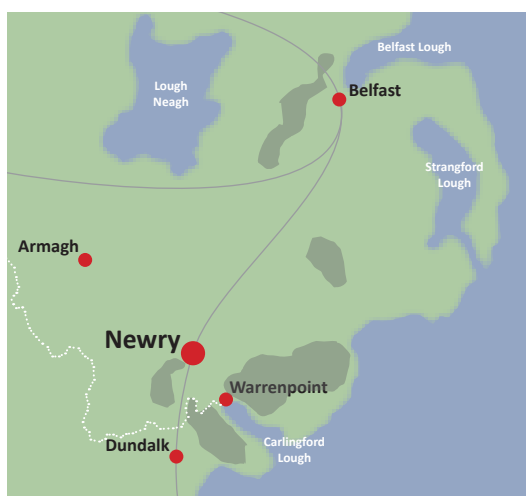 Belfast Lough
Lough
Neagh
Belfast
Strangford
Lough
Armagh
Newry
Warrenpoint
Dundalk
Carlingford
Lough